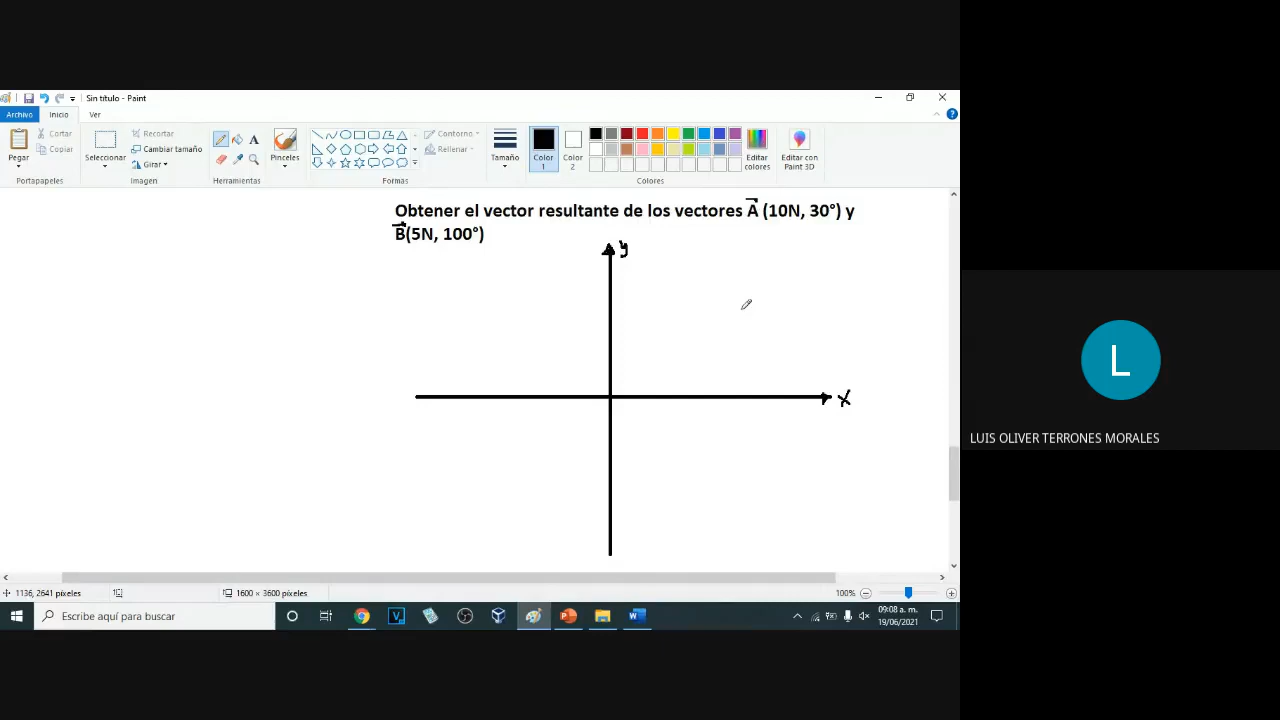 Sin título - Paint
Archivo Inicio Ver
Pegar
Cortar
Copiar
Portapapeles
Seleccionar
Recortar
Cambiar tamaño
Girar
Imagen
A
Herramientas
Pinceles
Contorno
Rellenar
Formas
Tamaño
Color 1
Color 2
Editar colores
Editar con Paint 3D
Colores
Obtener el vector resultante de los vectores A (10N, 30°) y
B(5N, 100°)
y
x
L
LUIS OLIVER TERRONES MORALES
1136, 2641 píxeles
1600 × 3600 píxeles
100%
Escribe aquí para buscar
09:08 a. m.
19/06/2021